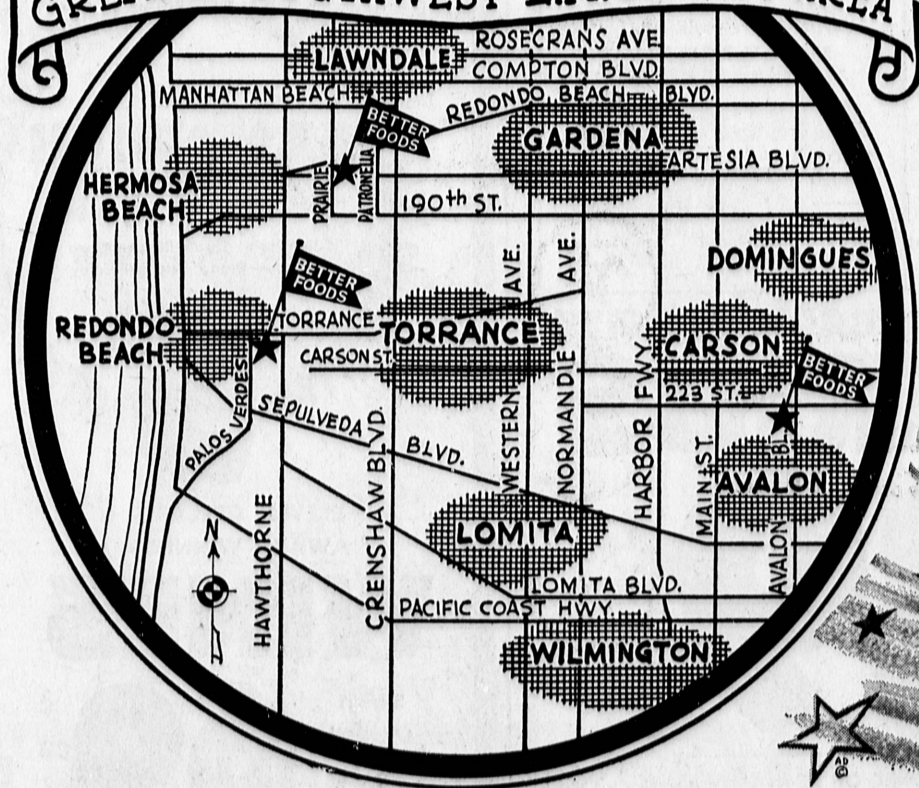 LAWNDALE
ROSECRANS AVE
COMPTON BLVD.
MANHATTAN BEACH
REDONDO BEACH BLVD.
BETTER
FOODS
GARDENA
ARTESIA BLVD.
HERMOSA
BEACH
PRAIRIE
190th ST.
DOMINGUES
BETTER
FOODS
AVE.
AVE.
REDONDO
BEACH
TORRANCE
TORRANCE
CARSON ST.
CARSON
BETTER
FOODS
223 ST.
PALOS VERDES
SEPULVEDA
BLVD.
WESTERN
NORMANDIE
HARBOR FWY.
MAIN ST.
AVALON
BL
AVALON
HAWTHORNE
CRENSHAW BLVD.
LOMITA
LOMITA BLVD.
PACIFIC COAST HWY.
WILMINGTON